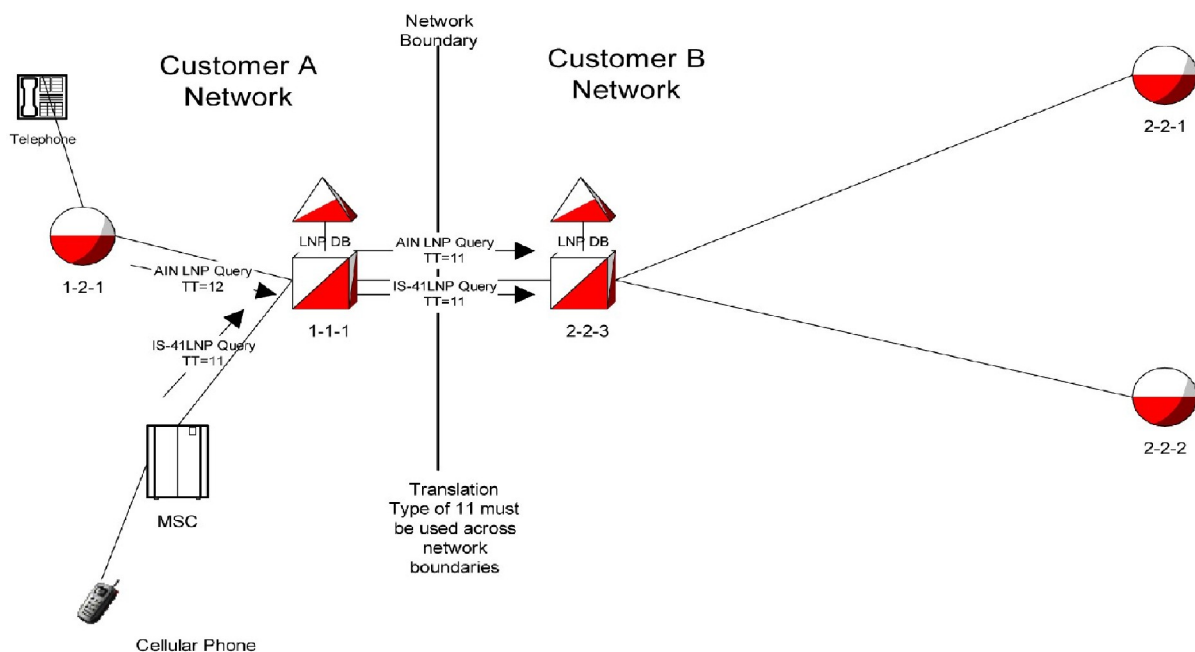 Network
Boundary
Customer A
Network
Customer B
Network
Telephone
2-2-1
LNP DB
AIN LNP Query
TT=11
LNP DB
1-2-1
AIN LNP Query
TT=12
IS-41LNP Query
TT=11
1-1-1
2-2-3
IS-41LNP Query
TT=11
2-2-2
MSC
Translation
Type of 11 must
be used across
network
boundaries
Cellular Phone